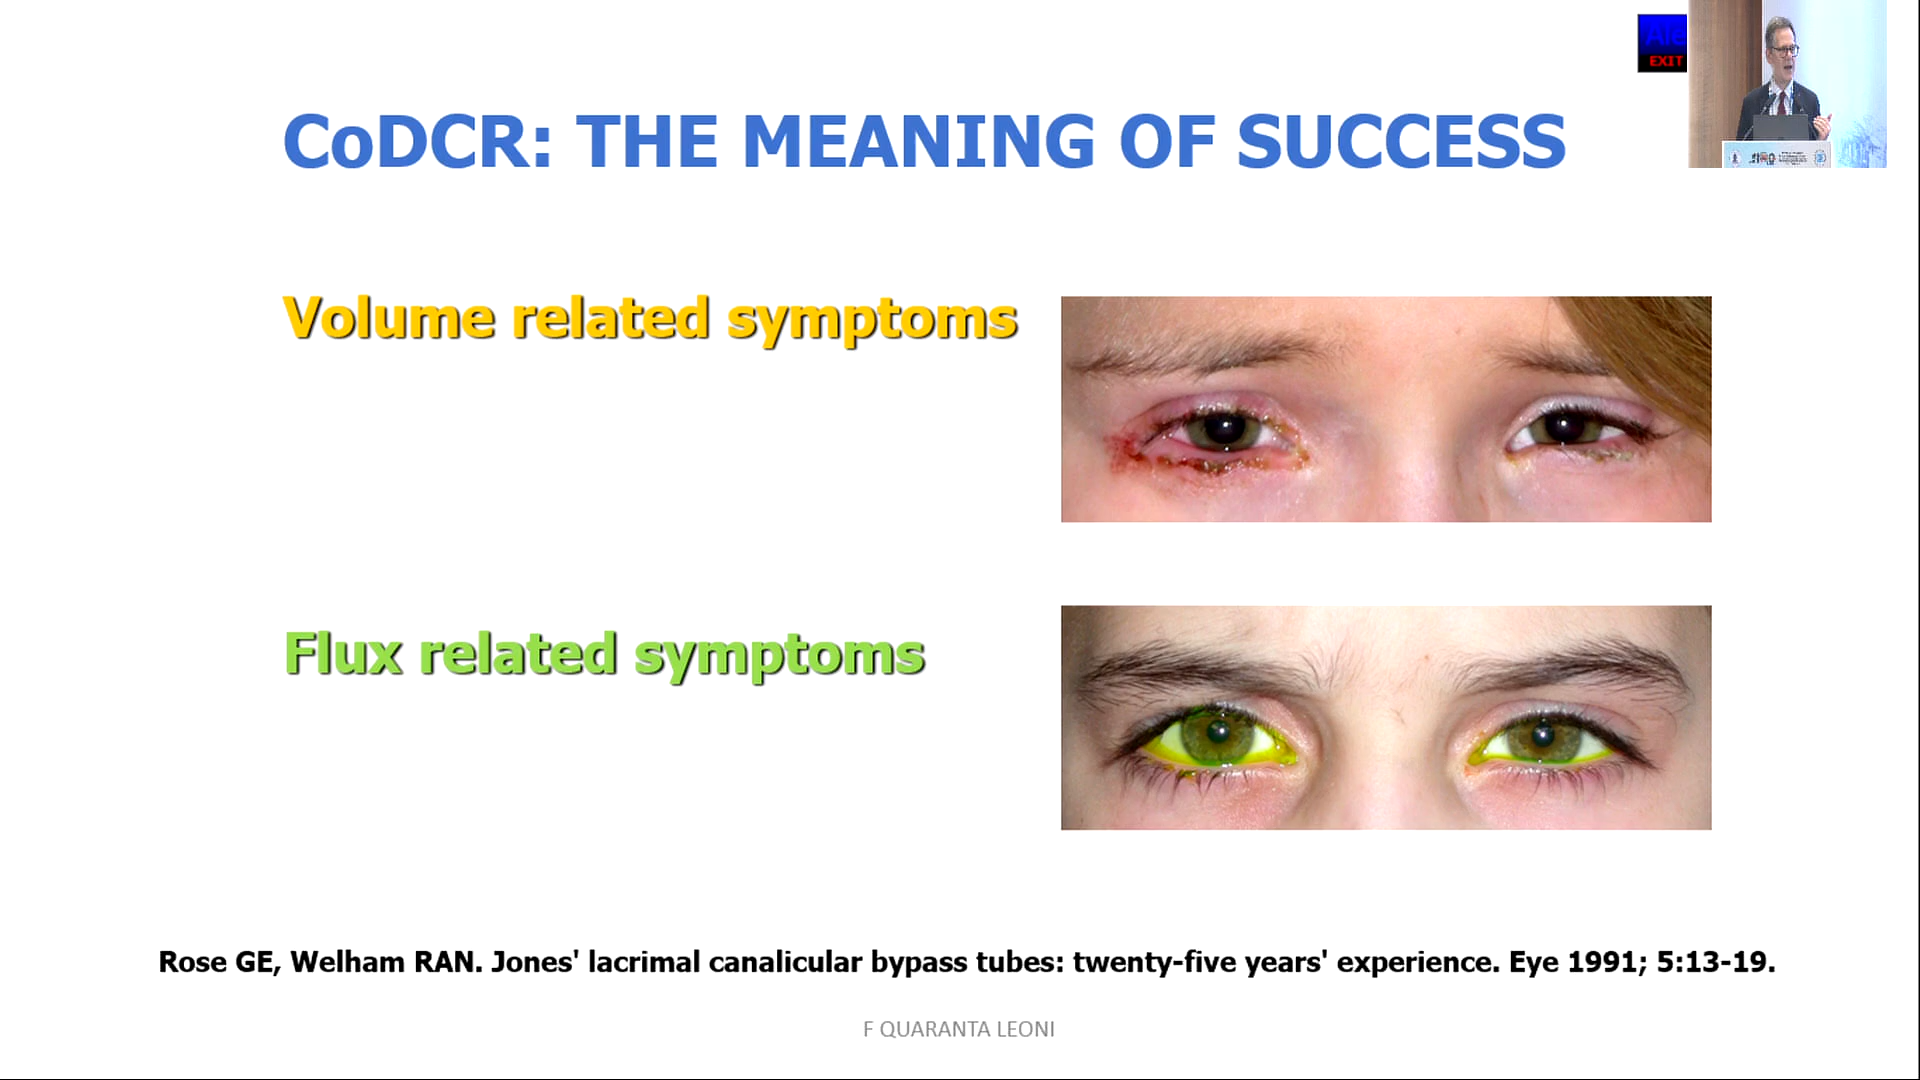 Ale
EXIT
CoDCR: THE MEANING OF SUCCESS
Volume related symptoms
Flux related symptoms
Rose GE, Welham RAN. Jones' lacrimal canalicular bypass tubes: twenty-five years' experience. Eye 1991; 5:13-19.
F QUARANTA LEONI